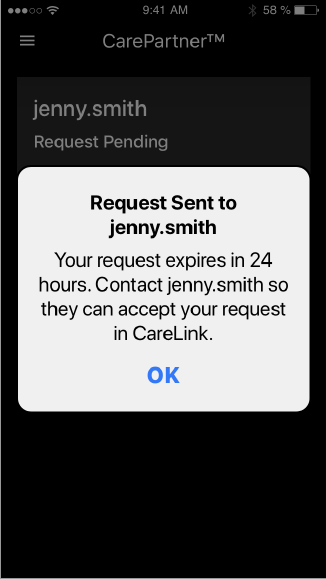 9:41 AM 58 %
CarePartner™
jenny.smith
Request Pending
Request Sent to
jenny.smith
Your request expires in 24
hours. Contact jenny.smith so
they can accept your request
in CareLink.
OK